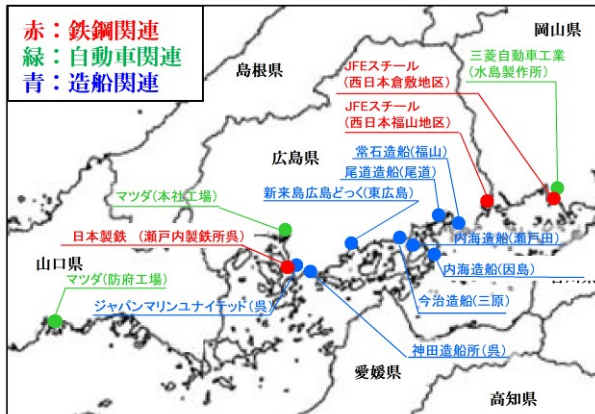 赤：鉄鋼関連
緑：自動車関連
青：造船関連
岡山県
島根県
三菱自動車工業
(水島製作所)
JFEスチール
(西日本倉敷地区)
JFEスチール
(西日本福山地区)
広島県
常石造船(福山)
尾道造船(尾道)
新来島広島どっく(東広島)
マツダ(本社工場)
日本製鉄　(瀬戸内製鉄所呉)
内海造船(瀬戸田)
山口県
内海造船(因島)
マツダ(防府工場)
ジャパンマリンユナイテッド(呉)
今治造船(三原)
神田造船所(呉)
愛媛県
高知県